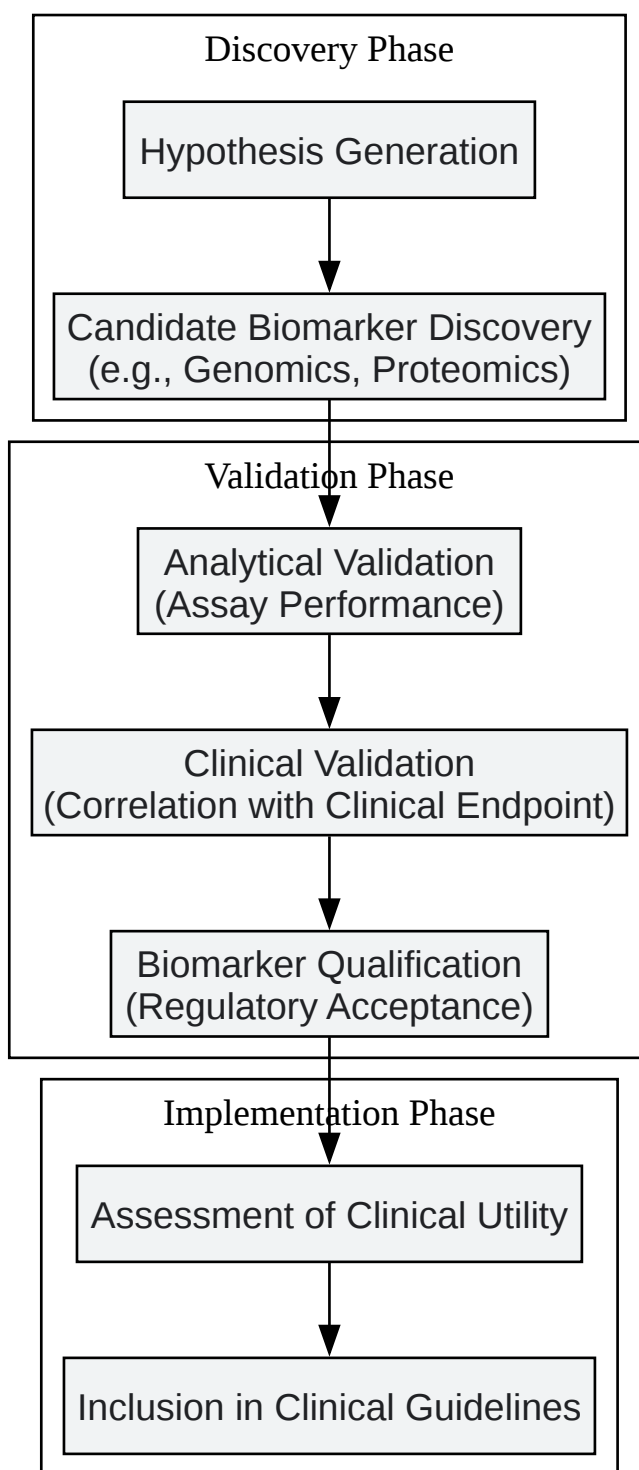 Discovery Phase
Hypothesis Generation
Candidate Biomarker Discovery
(e.g., Genomics, Proteomics)
Validation Phase
Analytical Validation
(Assay Performance)
Clinical Validation
(Correlation with Clinical Endpoint)
Biomarker Qualification
(Regulatory Acceptance)
Implementation Phase
Assessment of Clinical Utility
Inclusion in Clinical Guidelines